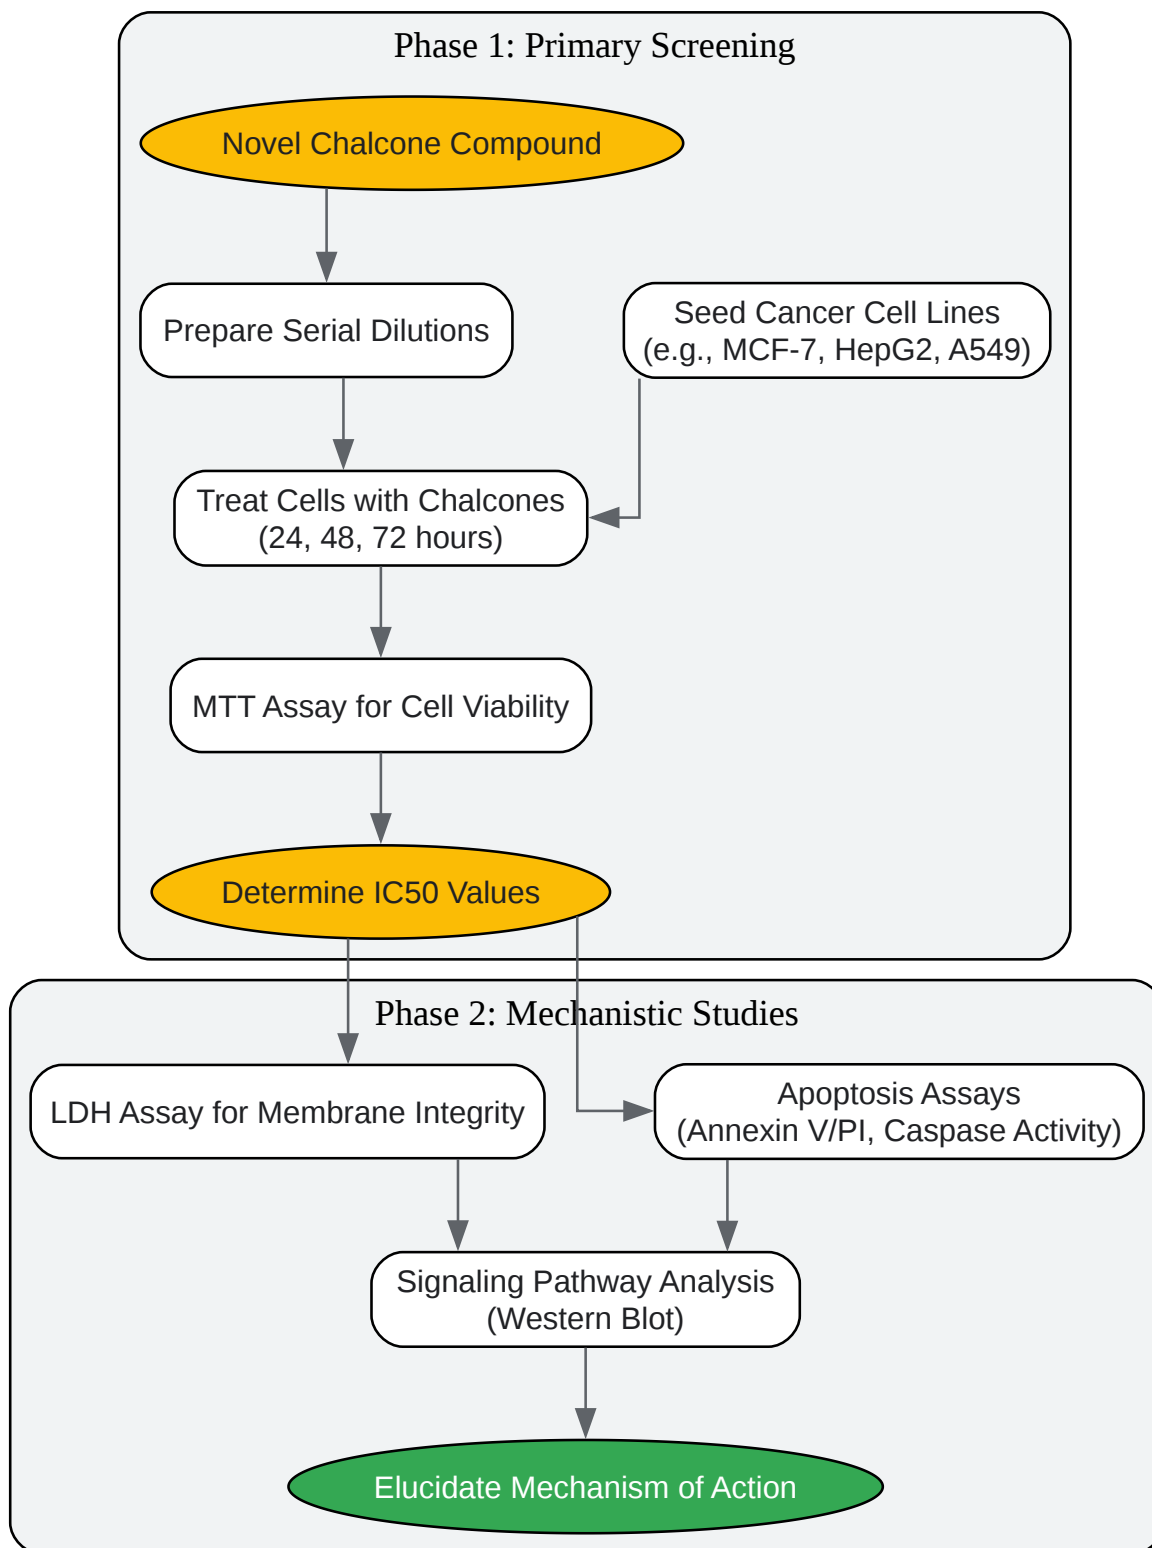 Phase 1: Primary Screening
Novel Chalcone Compound
Prepare Serial Dilutions
Seed Cancer Cell Lines
(e.g., MCF-7, HepG2, A549)
Treat Cells with Chalcones
(24, 48, 72 hours)
MTT Assay for Cell Viability
Determine IC50 Values
Phase 2: Mechanistic Studies
LDH Assay for Membrane Integrity
Apoptosis Assays
(Annexin V/PI, Caspase Activity)
Signaling Pathway Analysis
(Western Blot)
Elucidate Mechanism of Action